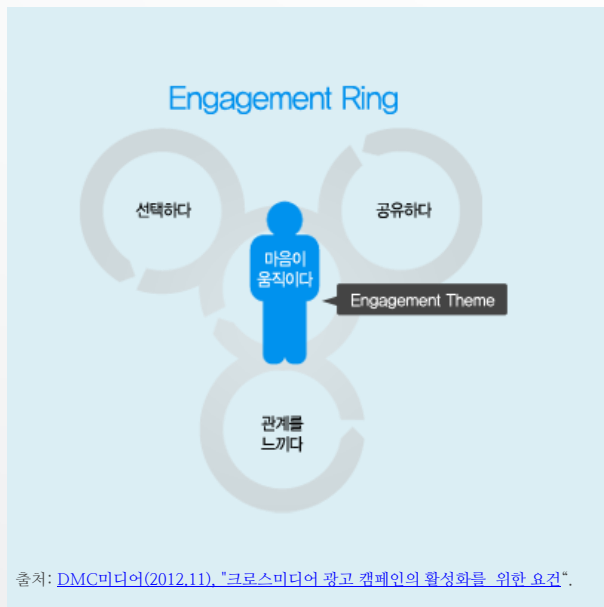 Engagement Ring
선택하다
공유하다
마음이
움직이다
Engagement Theme
관계를
느끼다
출처: DMC미디어(2012.11), "크로스미디어 광고 캠페인의 활성화를 위한 요건“.